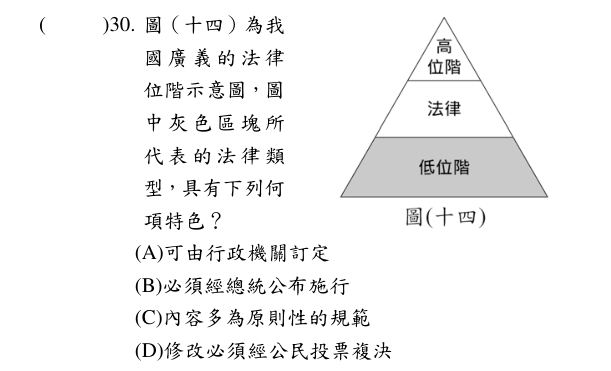 (　　)30. 圖（十四）為我
國廣義的法律
位階示意圖，圖
中灰色區塊所
代表的法律類
型，具有下列何
項特色？
高
位階
法律
低位階
圖(十四)
(A)可由行政機關訂定
(B)必須經總統公布施行
(C)內容多為原則性的規範
(D)修改必須經公民投票複決